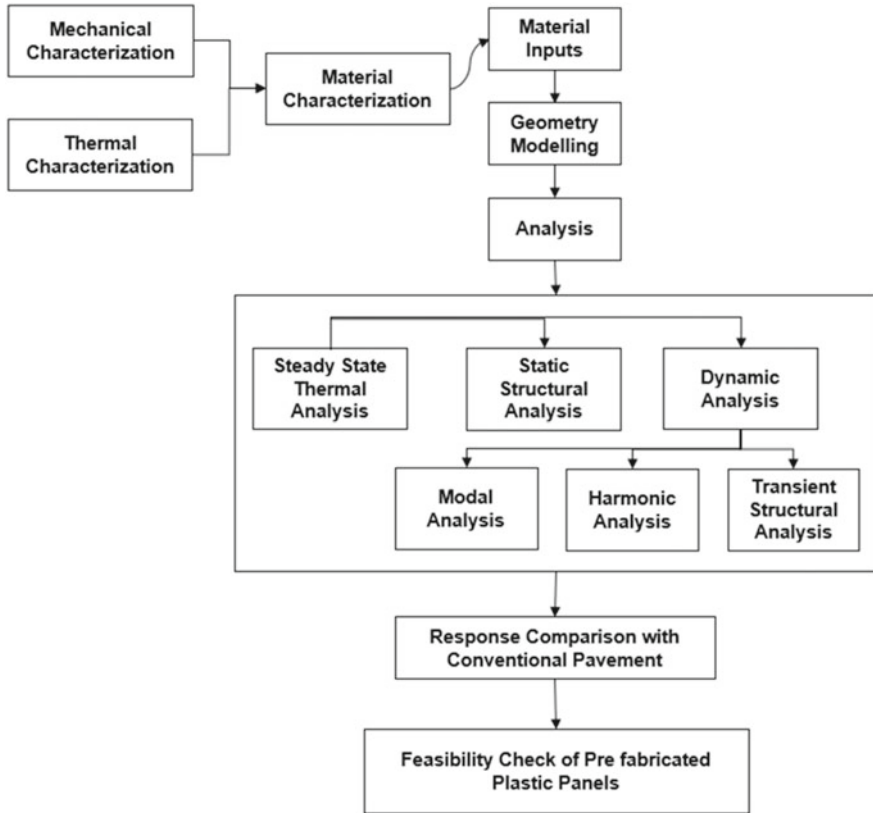 Mechanical
Characterization
Thermal
Characterization
Material
Characterization
Material
Inputs
Geometry
Modelling
Analysis
Steady State
Thermal
Analysis
Static
Structural
Analysis
Dynamic
Analysis
Modal
Analysis
Harmonic
Analysis
Transient
Structural
Analysis
Response Comparison with
Conventional Pavement
Feasibility Check of Pre fabricated
Plastic Panels